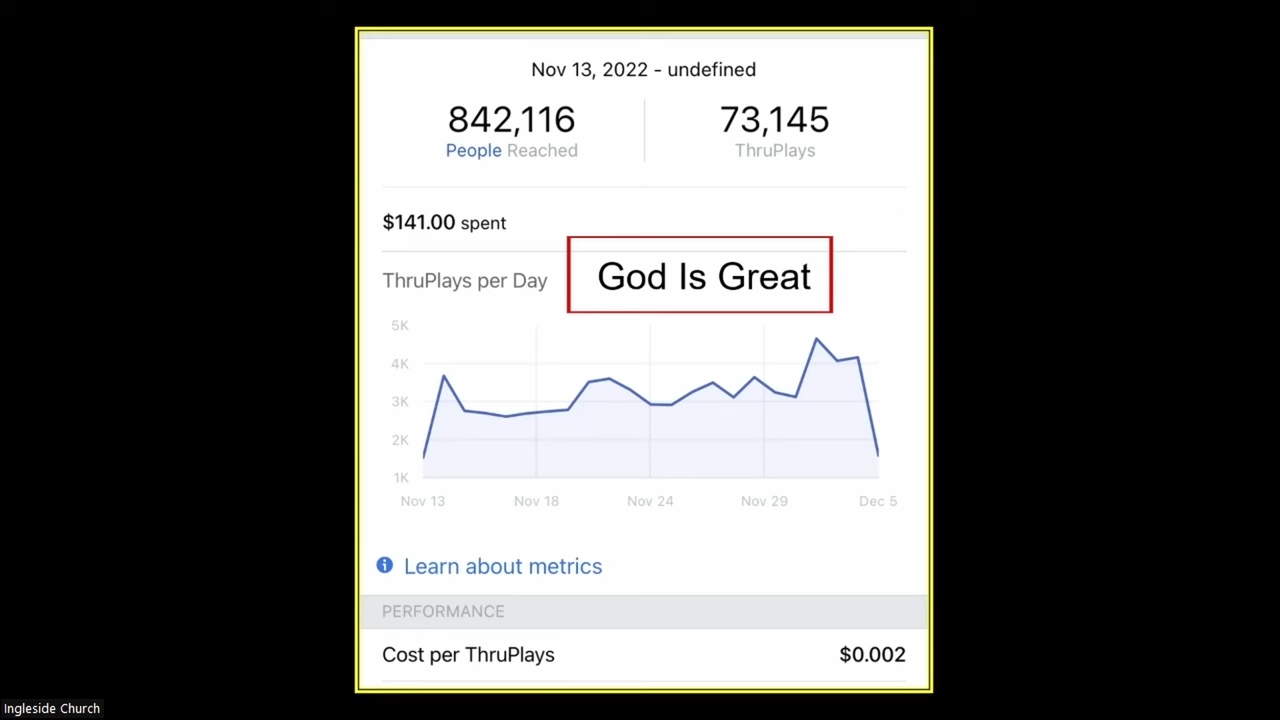 Nov 13, 2022 - undefined
842,116
People Reached
73,145
ThruPlays
$141.00 spent
ThruPlays per Day
God Is Great
5K
4K
3K
2K
1K
Nov 13 Nov 18 Nov 24 Nov 29 Dec 5
Learn about metrics
PERFORMANCE
Cost per ThruPlays $0.002
Ingleside Church